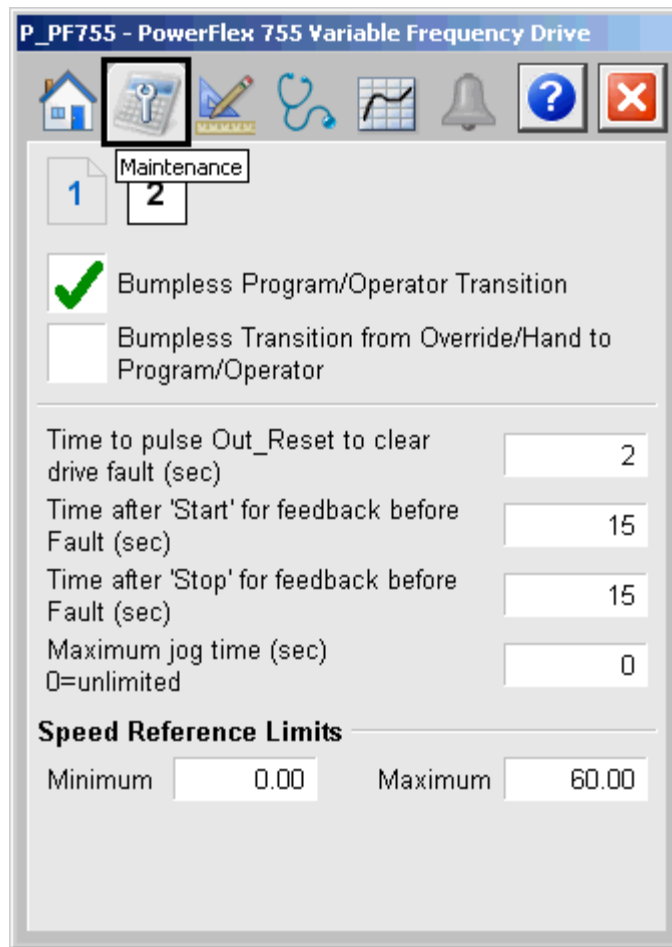 P_PF755 - PowerFlex 755 Variable Frequency Drive
?
Maintenance
1 2
Bumpless Program/Operator Transition
Bumpless Transition from Override/Hand to
Program/Operator
Time to pulse Out_Reset to clear
drive fault (sec)
2
Time after 'Start' for feedback before
Fault (sec)
15
Time after 'Stop' for feedback before
Fault (sec)
15
Maximum jog time (sec)
0=unlimited
0
Speed Reference Limits
Minimum 0.00 Maximum 60.00